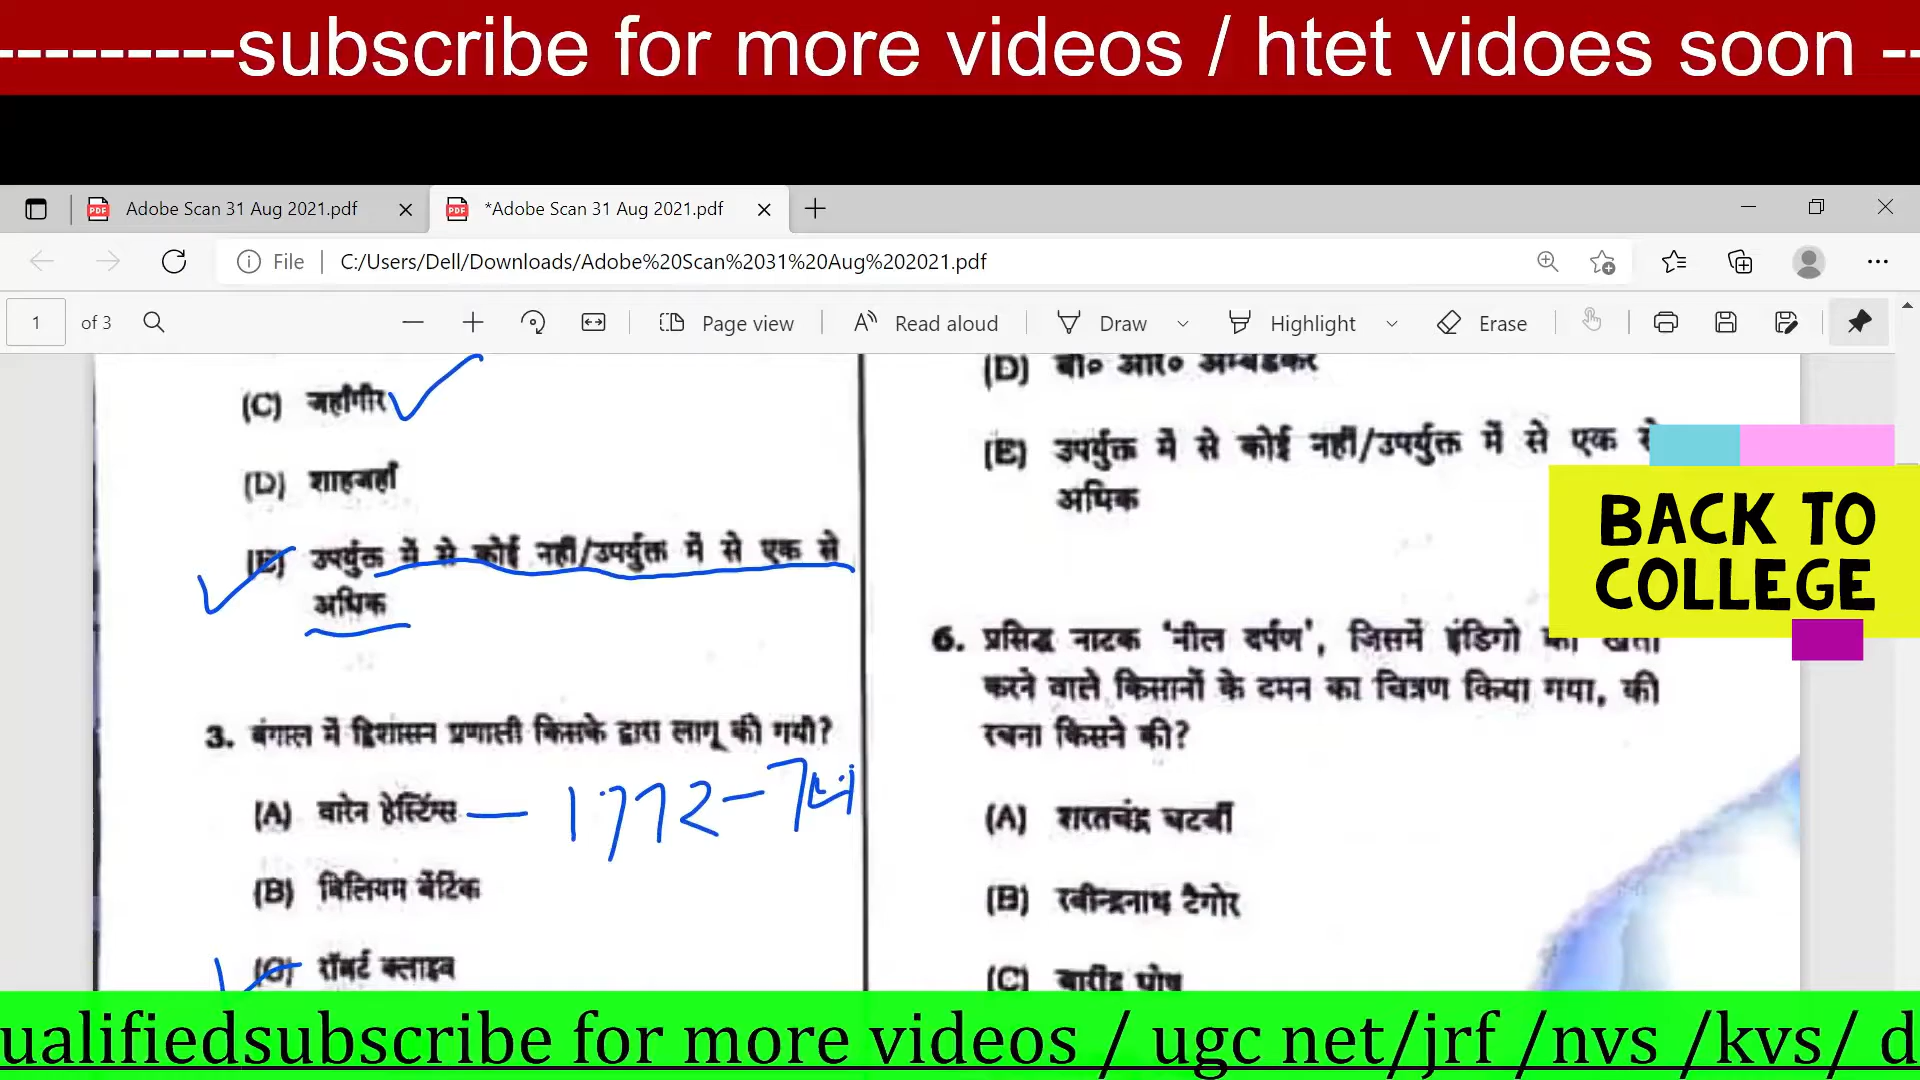 ---------subscribe for more videos / htet vidoes soon --
Adobe Scan 31 Aug 2021.pdf
*Adobe Scan 31 Aug 2021.pdf
File
C:/Users/Dell/Downloads/Adobe%20Scan%2031%20Aug%202021.pdf
1 of 3
Page view
Read aloud
Draw
Highlight
Erase
(C) जहाँगीर
(D) शाहजहाँ
(E) उपर्युक्त में से कोई नहीं/उपर्युक्त में से एक से
अधिक
3. बंगाल में द्विशासन प्रणाली किसके द्वारा लागू की गयी?
(A) वारेन हेस्टिंग्स — 1772-74
(B) विलियम बेंटिंक
(C) रॉबर्ट क्लाइव
(D) बी० आर० अम्बेडकर
(E) उपर्युक्त में से कोई नहीं/उपर्युक्त में से एक से
अधिक
6. प्रसिद्ध नाटक 'नील दर्पण', जिसमें इंडिगो की खेती
करने वाले किसानों के दमन का चित्रण किया गया, की
रचना किसने की?
(A) शरतचंद्र चटर्जी
(B) रबीन्द्रनाथ टैगोर
(C) बारींद्र घोष
BACK TO
COLLEGE
ualifiedsubscribe for more videos / ugc net/jrf /nvs /kvs/ d